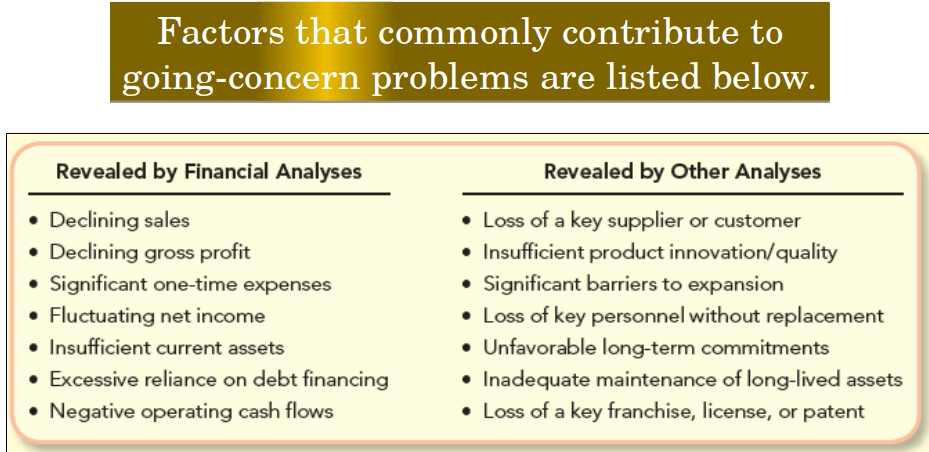 Factors that commonly contribute to
going-concern problems are listed below.
Revealed by Financial Analyses
• Declining sales
• Declining gross profit
• Significant one-time expenses
• Fluctuating net income
• Insufficient current assets
• Excessive reliance on debt financing
• Negative operating cash flows
Revealed by Other Analyses
• Loss of a key supplier or customer
• Insufficient product innovation/quality
• Significant barriers to expansion
• Loss of key personnel without replacement
• Unfavorable long-term commitments
• Inadequate maintenance of long-lived assets
• Loss of a key franchise, license, or patent